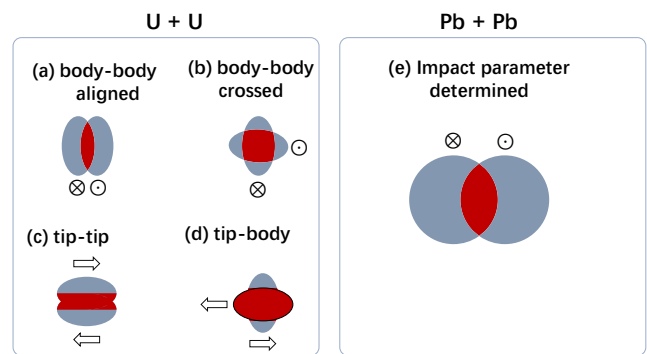 U + U
Pb + Pb
(a) body-body
aligned
(b) body-body
crossed
(e) Impact parameter
determined
(c) tip-tip
(d) tip-body